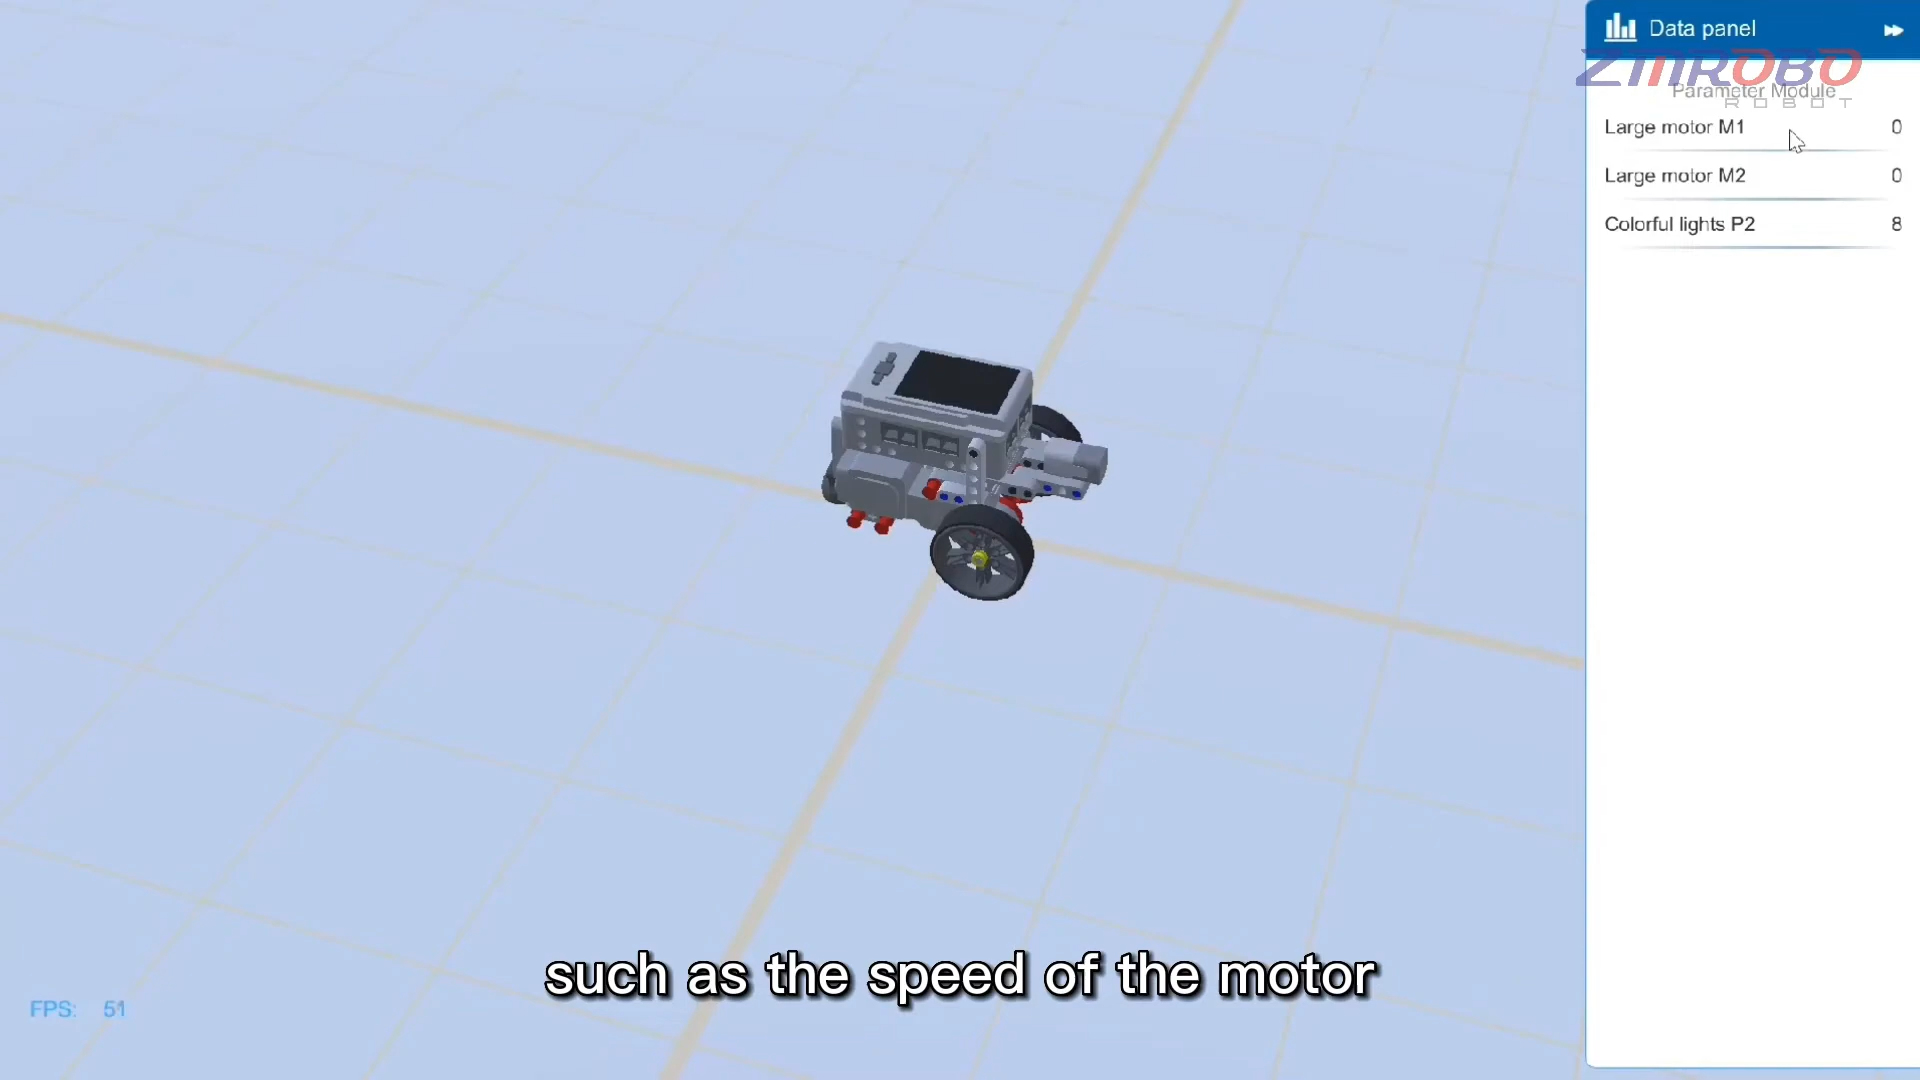 Data panel
ZMROBO
ROBOT
Parameter Module
Large motor M1 0
Large motor M2 0
Colorful lights P2 8
such as the speed of the motor
FPS: 51